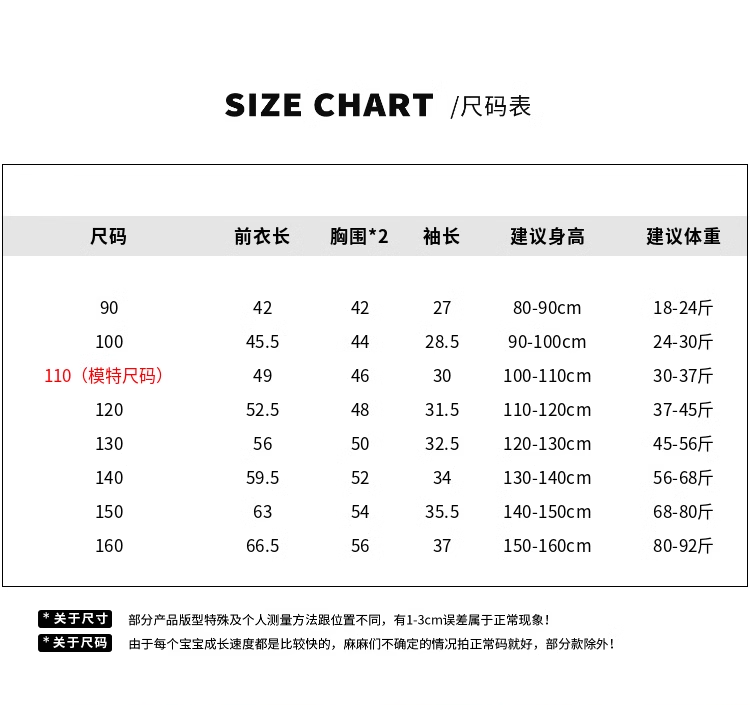 SIZE CHART /尺码表
尺码 前衣长 胸围*2 袖长 建议身高 建议体重
90 42 42 27 80-90cm 18-24斤
100 45.5 44 28.5 90-100cm 24-30斤
110（模特尺码） 49 46 30 100-110cm 30-37斤
120 52.5 48 31.5 110-120cm 37-45斤
130 56 50 32.5 120-130cm 45-56斤
140 59.5 52 34 130-140cm 56-68斤
150 63 54 35.5 140-150cm 68-80斤
160 66.5 56 37 150-160cm 80-92斤
*关于尺寸 部分产品版型特殊及个人测量方法跟位置不同，有1-3cm误差属于正常现象！
*关于尺码 由于每个宝宝成长速度都是比较快的，麻麻们不确定的情况拍正常码就好，部分款除外！